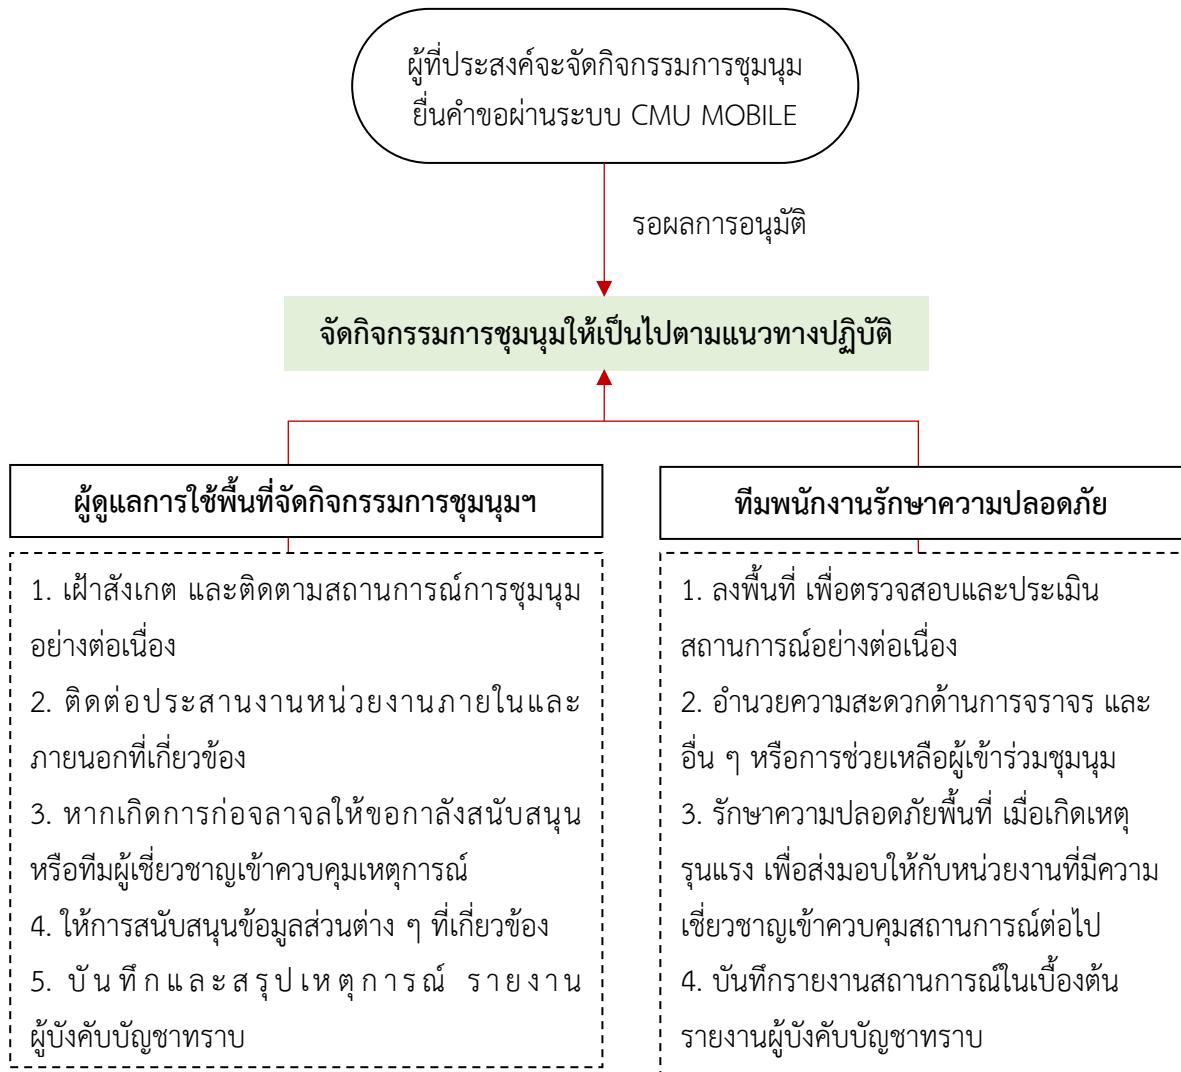 ผู้ที่ประสงค์จะจัดกิจกรรมการชุมนุม
ยื่นคำขอผ่านระบบ CMU MOBILE
รอผลการอนุมัติ
จัดกิจกรรมการชุมนุมให้เป็นไปตามแนวทางปฏิบัติ
ผู้ดูแลการใช้พื้นที่จัดกิจกรรมการชุมนุมฯ
1. เฝ้าสังเกต และติดตามสถานการณ์การชุมนุม
อย่างต่อเนื่อง
2. ติดต่อประสานงานหน่วยงานภายในและ
ภายนอกที่เกี่ยวข้อง
3. หากเกิดการก่อจลาจลให้ขอกาลังสนับสนุน
หรือทีมผู้เชี่ยวชาญเข้าควบคุมเหตุการณ์
4. ให้การสนับสนุนข้อมูลส่วนต่าง ๆ ที่เกี่ยวข้อง
5. บันทึกและสรุปเหตุการณ์ รายงาน
ผู้บังคับบัญชาทราบ
ทีมพนักงานรักษาความปลอดภัย
1. ลงพื้นที่ เพื่อตรวจสอบและประเมิน
สถานการณ์อย่างต่อเนื่อง
2. อำนวยความสะดวกด้านการจราจร และ
อื่น ๆ หรือการช่วยเหลือผู้เข้าร่วมชุมนุม
3. รักษาความปลอดภัยพื้นที่ เมื่อเกิดเหตุ
รุนแรง เพื่อส่งมอบให้กับหน่วยงานที่มีความ
เชี่ยวชาญเข้าควบคุมสถานการณ์ต่อไป
4. บันทึกรายงานสถานการณ์ในเบื้องต้น
รายงานผู้บังคับบัญชาทราบ